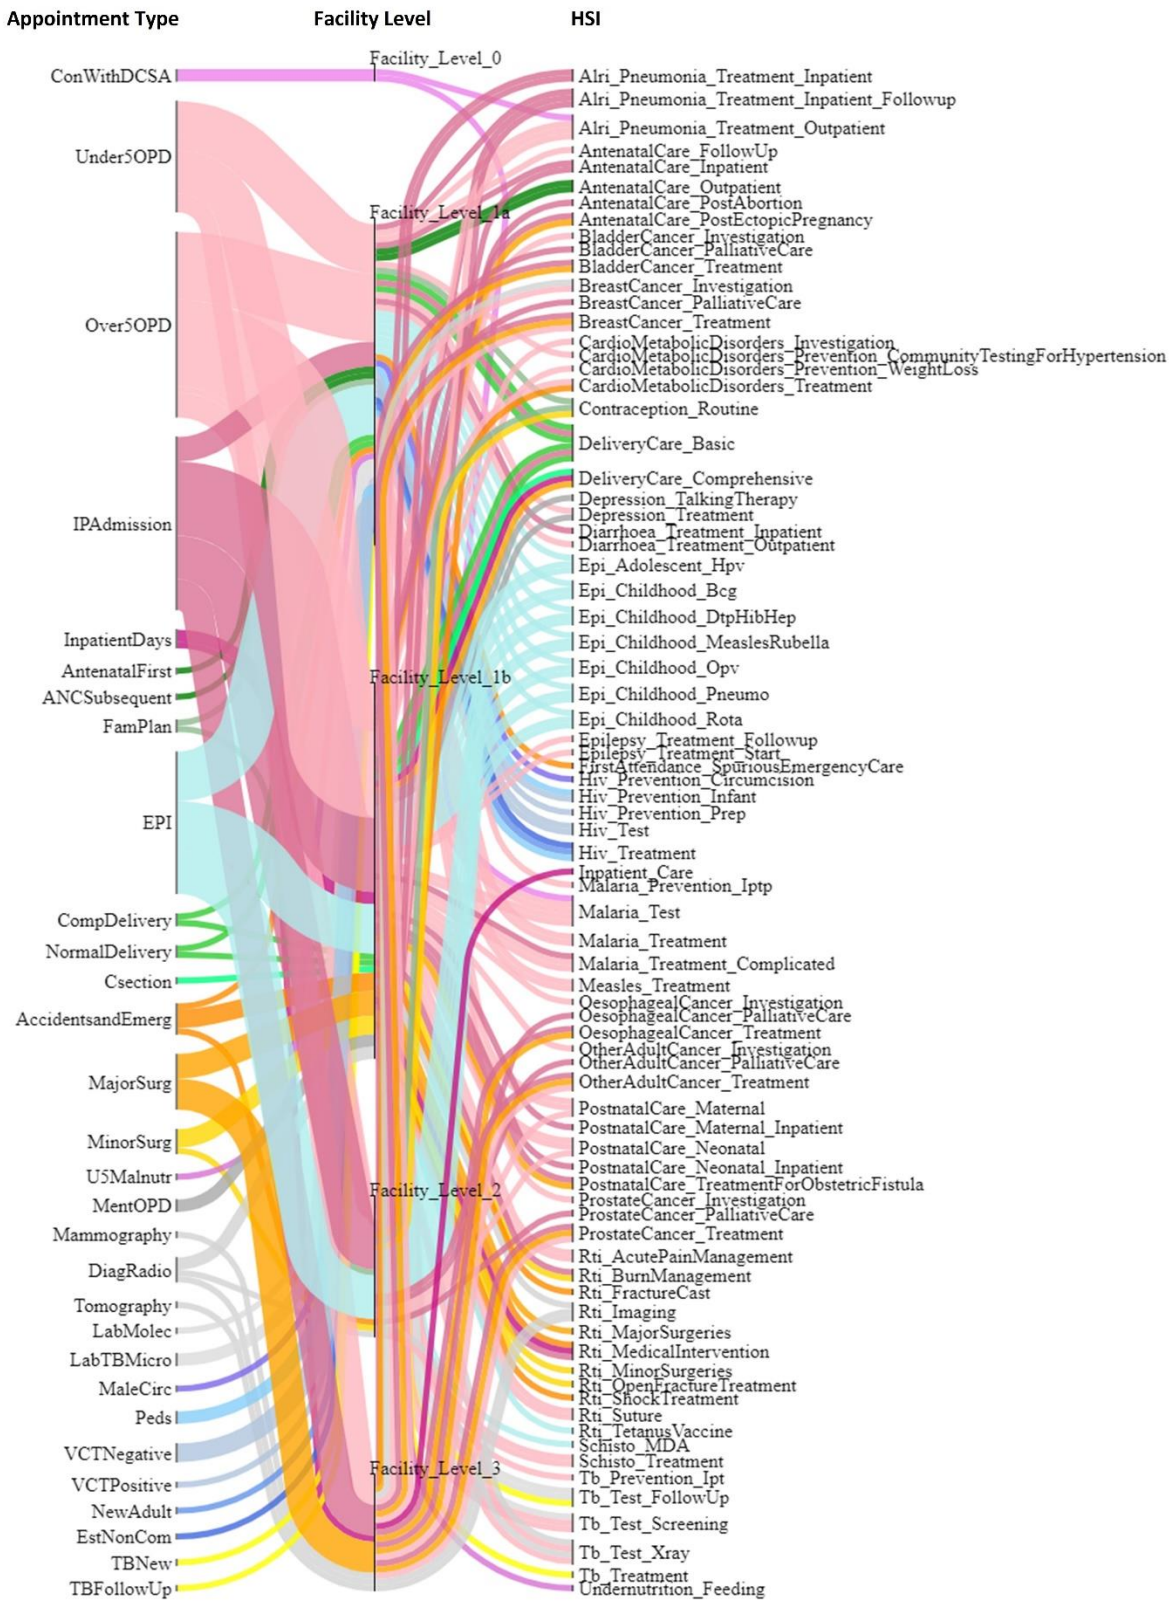 Appointment Type
Facility Level
HSI
ConWithDCSA
Under5OPD
Over5OPD
IPAdmission
InpatientDays
AntenatalFirst
ANCSubsequent
FamPlan
EPI
CompDelivery
NormalDelivery
Csection
AccidentsandEmerg
MajorSurg
MinorSurg
U5Malnutr
MentOPD
Mammography
DiagRadio
Tomography
LabMolec
LabTBMicro
MaleCirc
Peds
VCTNegative
VCTPositive
NewAdult
EstNonCom
TBNew
TBFollowUp
Facility_Level_0
Facility_Level_1a
Facility_Level_1b
Facility_Level_2
Facility_Level_3
Alri_Pneumonia_Treatment_Inpatient
Alri_Pneumonia_Treatment_Inpatient_Followup
Alri_Pneumonia_Treatment_Outpatient
AntenatalCare_FollowUp
AntenatalCare_Inpatient
AntenatalCare_Outpatient
AntenatalCare_PostAbortion
AntenatalCare_PostEctopicPregnancy
BladderCancer_Investigation
BladderCancer_PalliativeCare
BladderCancer_Treatment
BreastCancer_Investigation
BreastCancer_PalliativeCare
BreastCancer_Treatment
CardioMetabolicDisorders_Investigation
CardioMetabolicDisorders_Prevention_CommunityTestingForHypertension
CardioMetabolicDisorders_Prevention_WeightLoss
CardioMetabolicDisorders_Treatment
Contraception_Routine
DeliveryCare_Basic
DeliveryCare_Comprehensive
Depression_TalkingTherapy
Depression_Treatment
Diarrhoea_Treatment_Inpatient
Diarrhoea_Treatment_Outpatient
Epi_Adolescent_Hpv
Epi_Childhood_Bcg
Epi_Childhood_DtpHibHep
Epi_Childhood_MeaslesRubella
Epi_Childhood_Opv
Epi_Childhood_Pneumo
Epi_Childhood_Rota
Epilepsy_Treatment_Followup
Epilepsy_Treatment_Start
FirstAttendance_SpuriousEmergencyCare
Hiv_Prevention_Circumcision
Hiv_Prevention_Infant
Hiv_Prevention_Prep
Hiv_Test
Hiv_Treatment
Inpatient_Care
Malaria_Prevention_Iptp
Malaria_Test
Malaria_Treatment
Malaria_Treatment_Complicated
Measles_Treatment
OesophagealCancer_Investigation
OesophagealCancer_PalliativeCare
OesophagealCancer_Treatment
OtherAdultCancer_Investigation
OtherAdultCancer_PalliativeCare
OtherAdultCancer_Treatment
PostnatalCare_Maternal
PostnatalCare_Maternal_Inpatient
PostnatalCare_Neonatal
PostnatalCare_Neonatal_Inpatient
PostnatalCare_TreatmentForObstetricFistula
ProstateCancer_Investigation
ProstateCancer_PalliativeCare
ProstateCancer_Treatment
Rti_AcutePainManagement
Rti_BurnManagement
Rti_FractureCast
Rti_Imaging
Rti_MajorSurgeries
Rti_MedicalIntervention
Rti_MinorSurgeries
Rti_OpenFractureTreatment
Rti_ShockTreatment
Rti_Suture
Rti_TetanusVaccine
Schisto_MDA
Schisto_Treatment
Tb_Prevention_Ipt
Tb_Test_FollowUp
Tb_Test_Screening
Tb_Test_Xray
Tb_Treatment
Undernutrition_Feeding